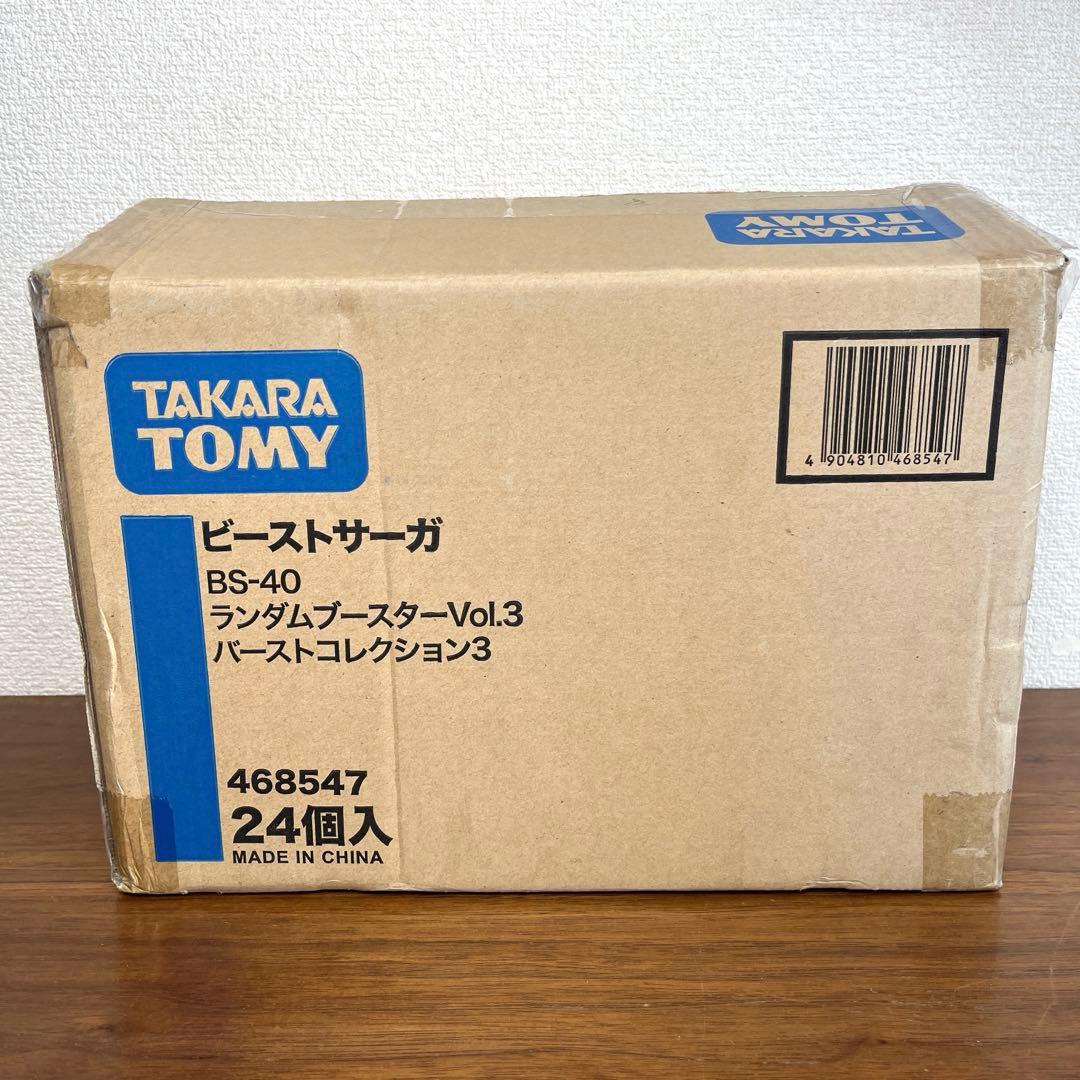 TAKARA
TOMY
TAKARA
TOMY
4 904810 468547
ビーストサーガ
BS-40
ランダムブースターVol.3
バーストコレクション3
468547
24個入
MADE IN CHINA